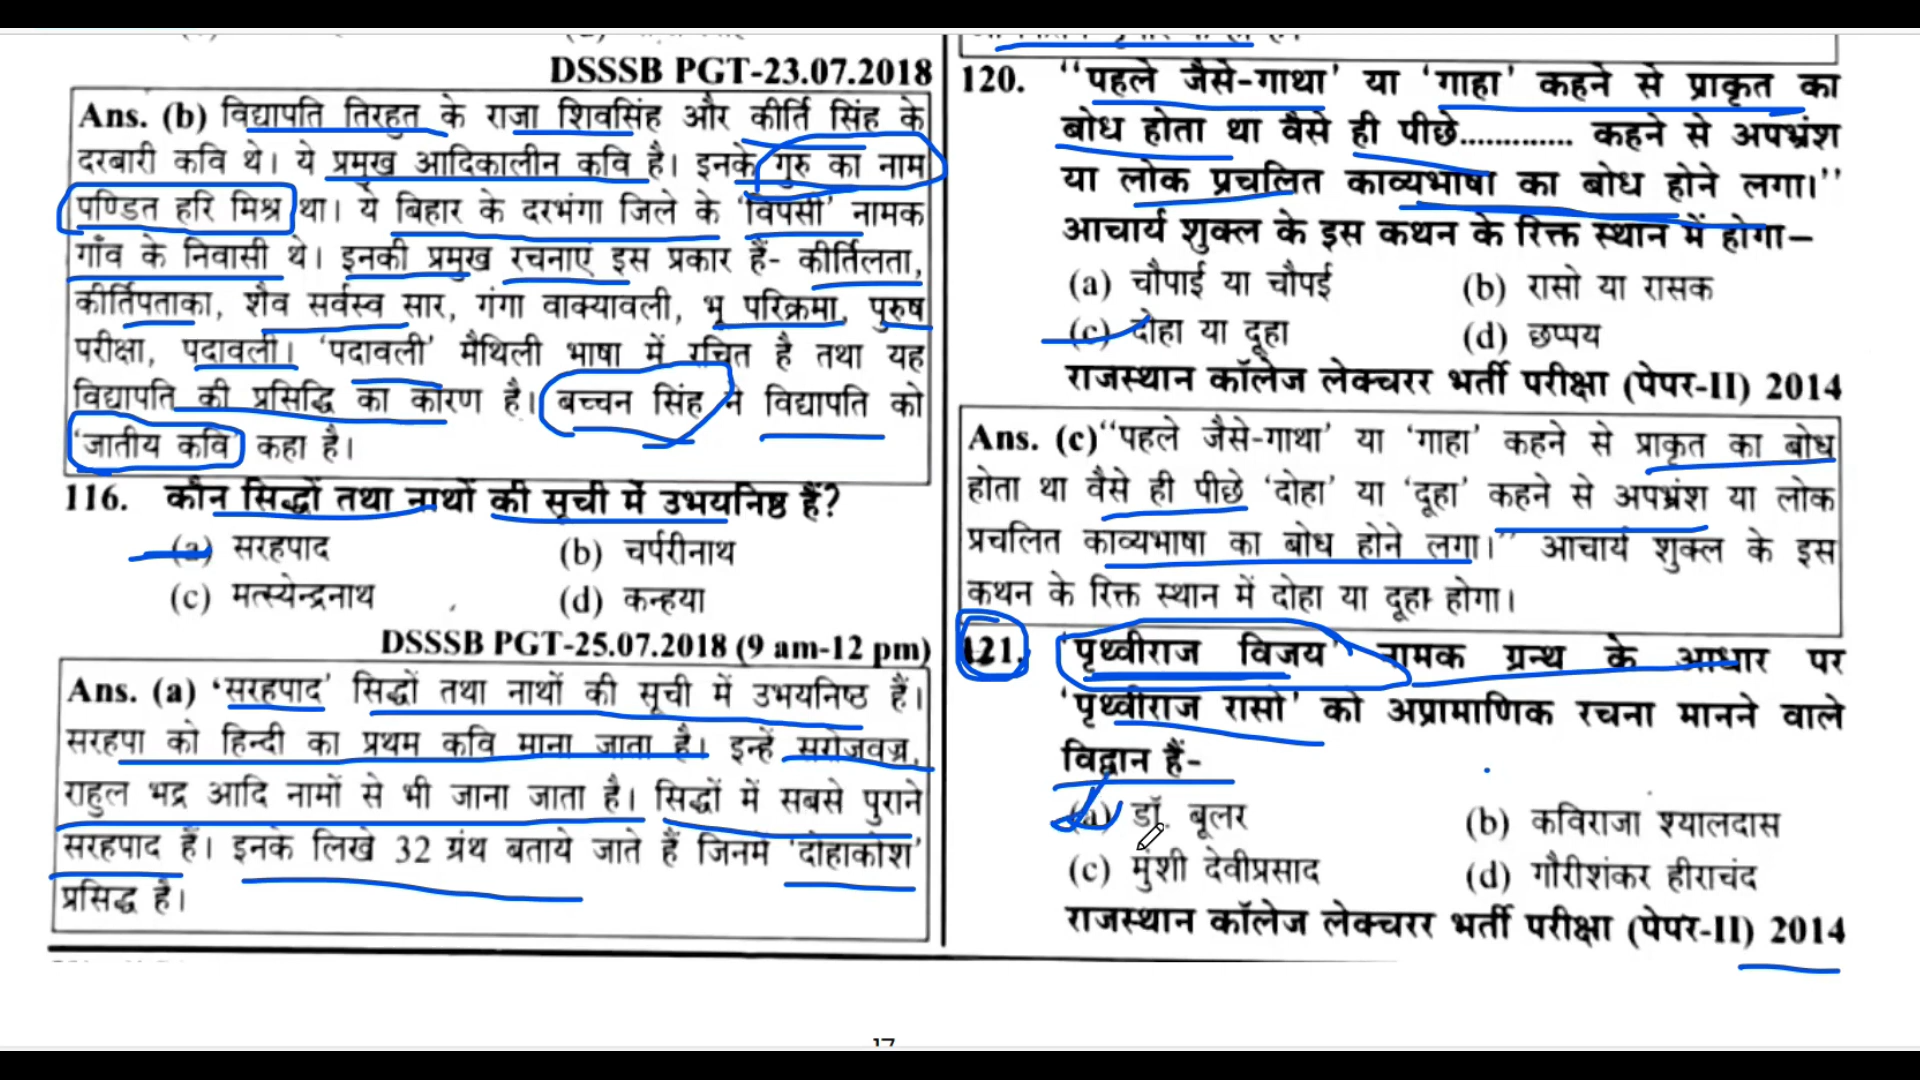 DSSSB PGT-23.07.2018
Ans. (b) विद्यापति तिरहुत के राजा शिवसिंह और कीर्ति सिंह के
दरबारी कवि थे। ये प्रमुख आदिकालीन कवि है। इनके गुरु का नाम
पण्डित हरि मिश्र था। ये बिहार के दरभंगा जिले के 'विपसी' नामक
गाँव के निवासी थे। इनकी प्रमुख रचनाएं इस प्रकार हैं- कीर्तिलता,
कीर्तिपताका, शैव सर्वस्व सार, गंगा वाक्यावली, भू परिक्रमा, पुरुष
परीक्षा, पदावली। 'पदावली' मैथिली भाषा में रचित है तथा यह
विद्यापति की प्रसिद्धि का कारण है। बच्चन सिंह ने विद्यापति को
'जातीय कवि' कहा है।
116. कौन सिद्धों तथा नाथों की सूची में उभयनिष्ठ हैं?
(a) सरहपाद (b) चर्परीनाथ
(c) मत्स्येन्द्रनाथ (d) कन्हया
DSSSB PGT-25.07.2018 (9 am-12 pm)
Ans. (a) 'सरहपाद' सिद्धों तथा नाथों की सूची में उभयनिष्ठ हैं।
सरहपा को हिन्दी का प्रथम कवि माना जाता है। इन्हें सरोजवज्र,
राहुल भद्र आदि नामों से भी जाना जाता है। सिद्धों में सबसे पुराने
सरहपाद हैं। इनके लिखे 32 ग्रंथ बताये जाते हैं जिनमें 'दोहाकोश'
प्रसिद्ध है।
120. ''पहले जैसे-गाथा' या 'गाहा' कहने से प्राकृत का
बोध होता था वैसे ही पीछे............. कहने से अपभ्रंश
या लोक प्रचलित काव्यभाषा का बोध होने लगा।''
आचार्य शुक्ल के इस कथन के रिक्त स्थान में होगा–
(a) चौपाई या चौपई (b) रासो या रासक
(c) दोहा या दूहा (d) छप्पय
राजस्थान कॉलेज लेक्चरर भर्ती परीक्षा (पेपर-II) 2014
Ans. (c)''पहले जैसे-गाथा' या 'गाहा' कहने से प्राकृत का बोध
होता था वैसे ही पीछे 'दोहा' या 'दूहा' कहने से अपभ्रंश या लोक
प्रचलित काव्यभाषा का बोध होने लगा।'' आचार्य शुक्ल के इस
कथन के रिक्त स्थान में दोहा या दूहा होगा।
121. 'पृथ्वीराज विजय' नामक ग्रन्थ के आधार पर
'पृथ्वीराज रासो' को अप्रामाणिक रचना मानने वाले
विद्वान हैं-
(a) डॉ. बूलर (b) कविराजा श्यालदास
(c) मुंशी देवीप्रसाद (d) गौरीशंकर हीराचंद
राजस्थान कॉलेज लेक्चरर भर्ती परीक्षा (पेपर-II) 2014
17